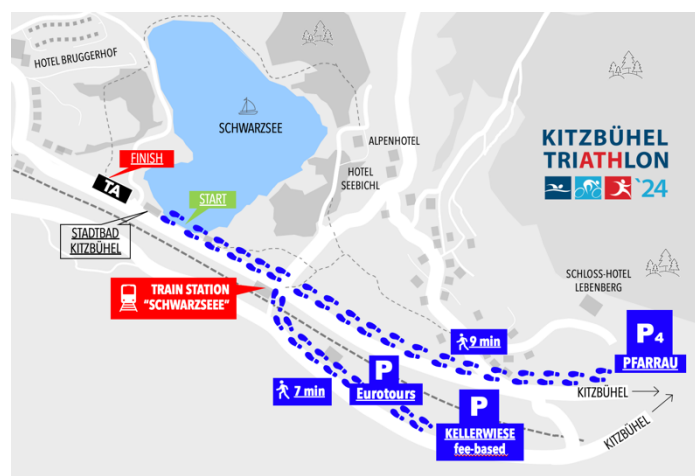 HOTEL BRUGGERHOF
SCHWARZSEE
ALPENHOTEL
HOTEL
SEEBICHL
KITZBÜHEL
TRIATHLON
`24
FINISH
TA
START
STADTBAD
KITZBÜHEL
TRAIN STATION
"SCHWARZSEEE"
SCHLOSS-HOTEL
LEBENBERG
P4
PFARRAU
9 min
7 min
P
Eurotours
P
KELLERWIESE
fee-based
KITZBÜHEL
KITZBÜHEL